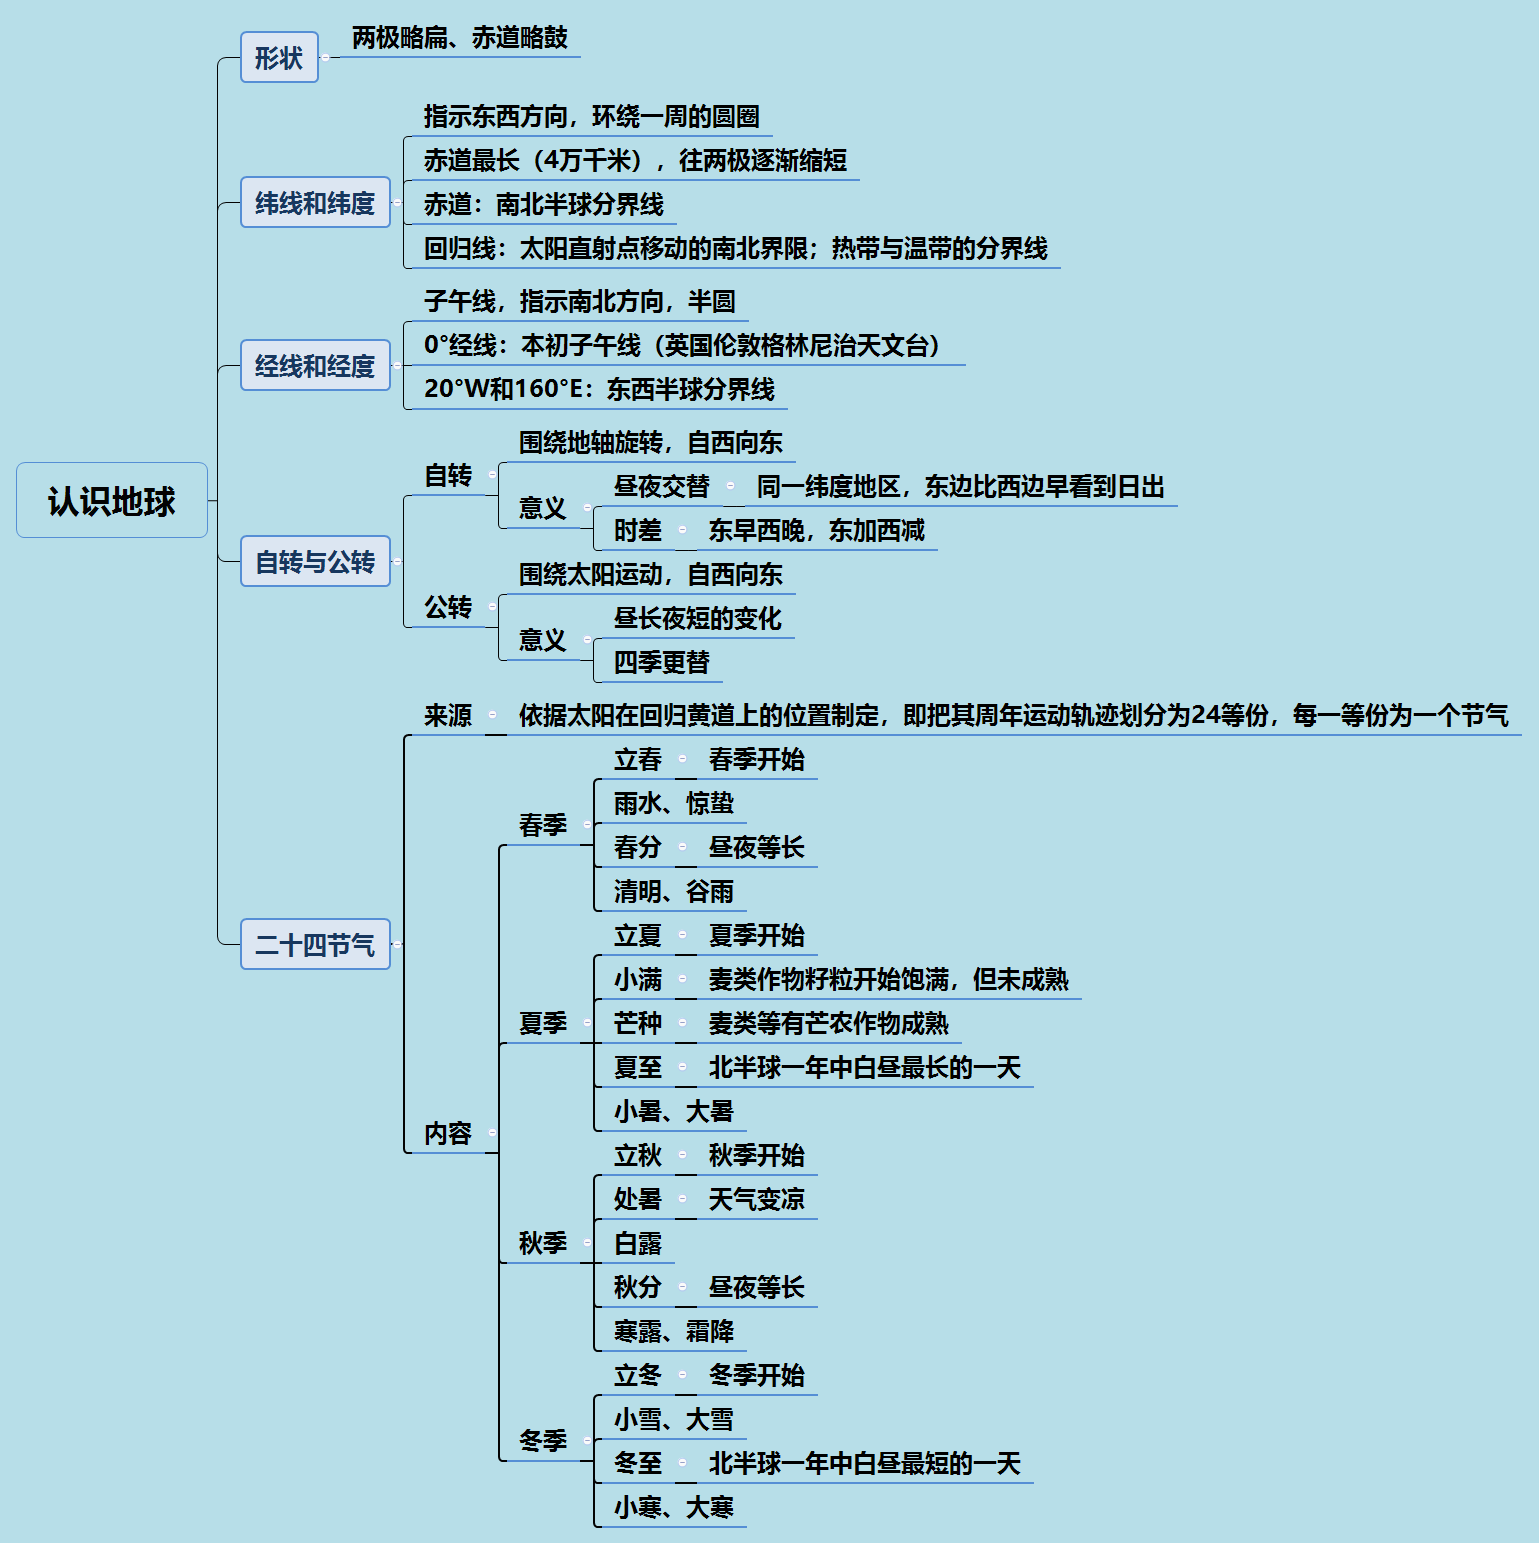 认识地球
形状
两极略扁、赤道略鼓
纬线和纬度
指示东西方向，环绕一周的圆圈
赤道最长（4万千米），往两极逐渐缩短
赤道：南北半球分界线
回归线：太阳直射点移动的南北界限；热带与温带的分界线
经线和经度
子午线，指示南北方向，半圆
0°经线：本初子午线（英国伦敦格林尼治天文台）
20°W和160°E：东西半球分界线
自转与公转
自转
围绕地轴旋转，自西向东
意义
昼夜交替
同一纬度地区，东边比西边早看到日出
时差
东早西晚，东加西减
公转
围绕太阳运动，自西向东
意义
昼长夜短的变化
四季更替
二十四节气
来源
依据太阳在回归黄道上的位置制定，即把其周年运动轨迹划分为24等份，每一等份为一个节气
内容
春季
立春
春季开始
雨水、惊蛰
春分
昼夜等长
清明、谷雨
夏季
立夏
夏季开始
小满
麦类作物籽粒开始饱满，但未成熟
芒种
麦类等有芒农作物成熟
夏至
北半球一年中白昼最长的一天
小暑、大暑
秋季
立秋
秋季开始
处暑
天气变凉
白露
秋分
昼夜等长
寒露、霜降
冬季
立冬
冬季开始
小雪、大雪
冬至
北半球一年中白昼最短的一天
小寒、大寒